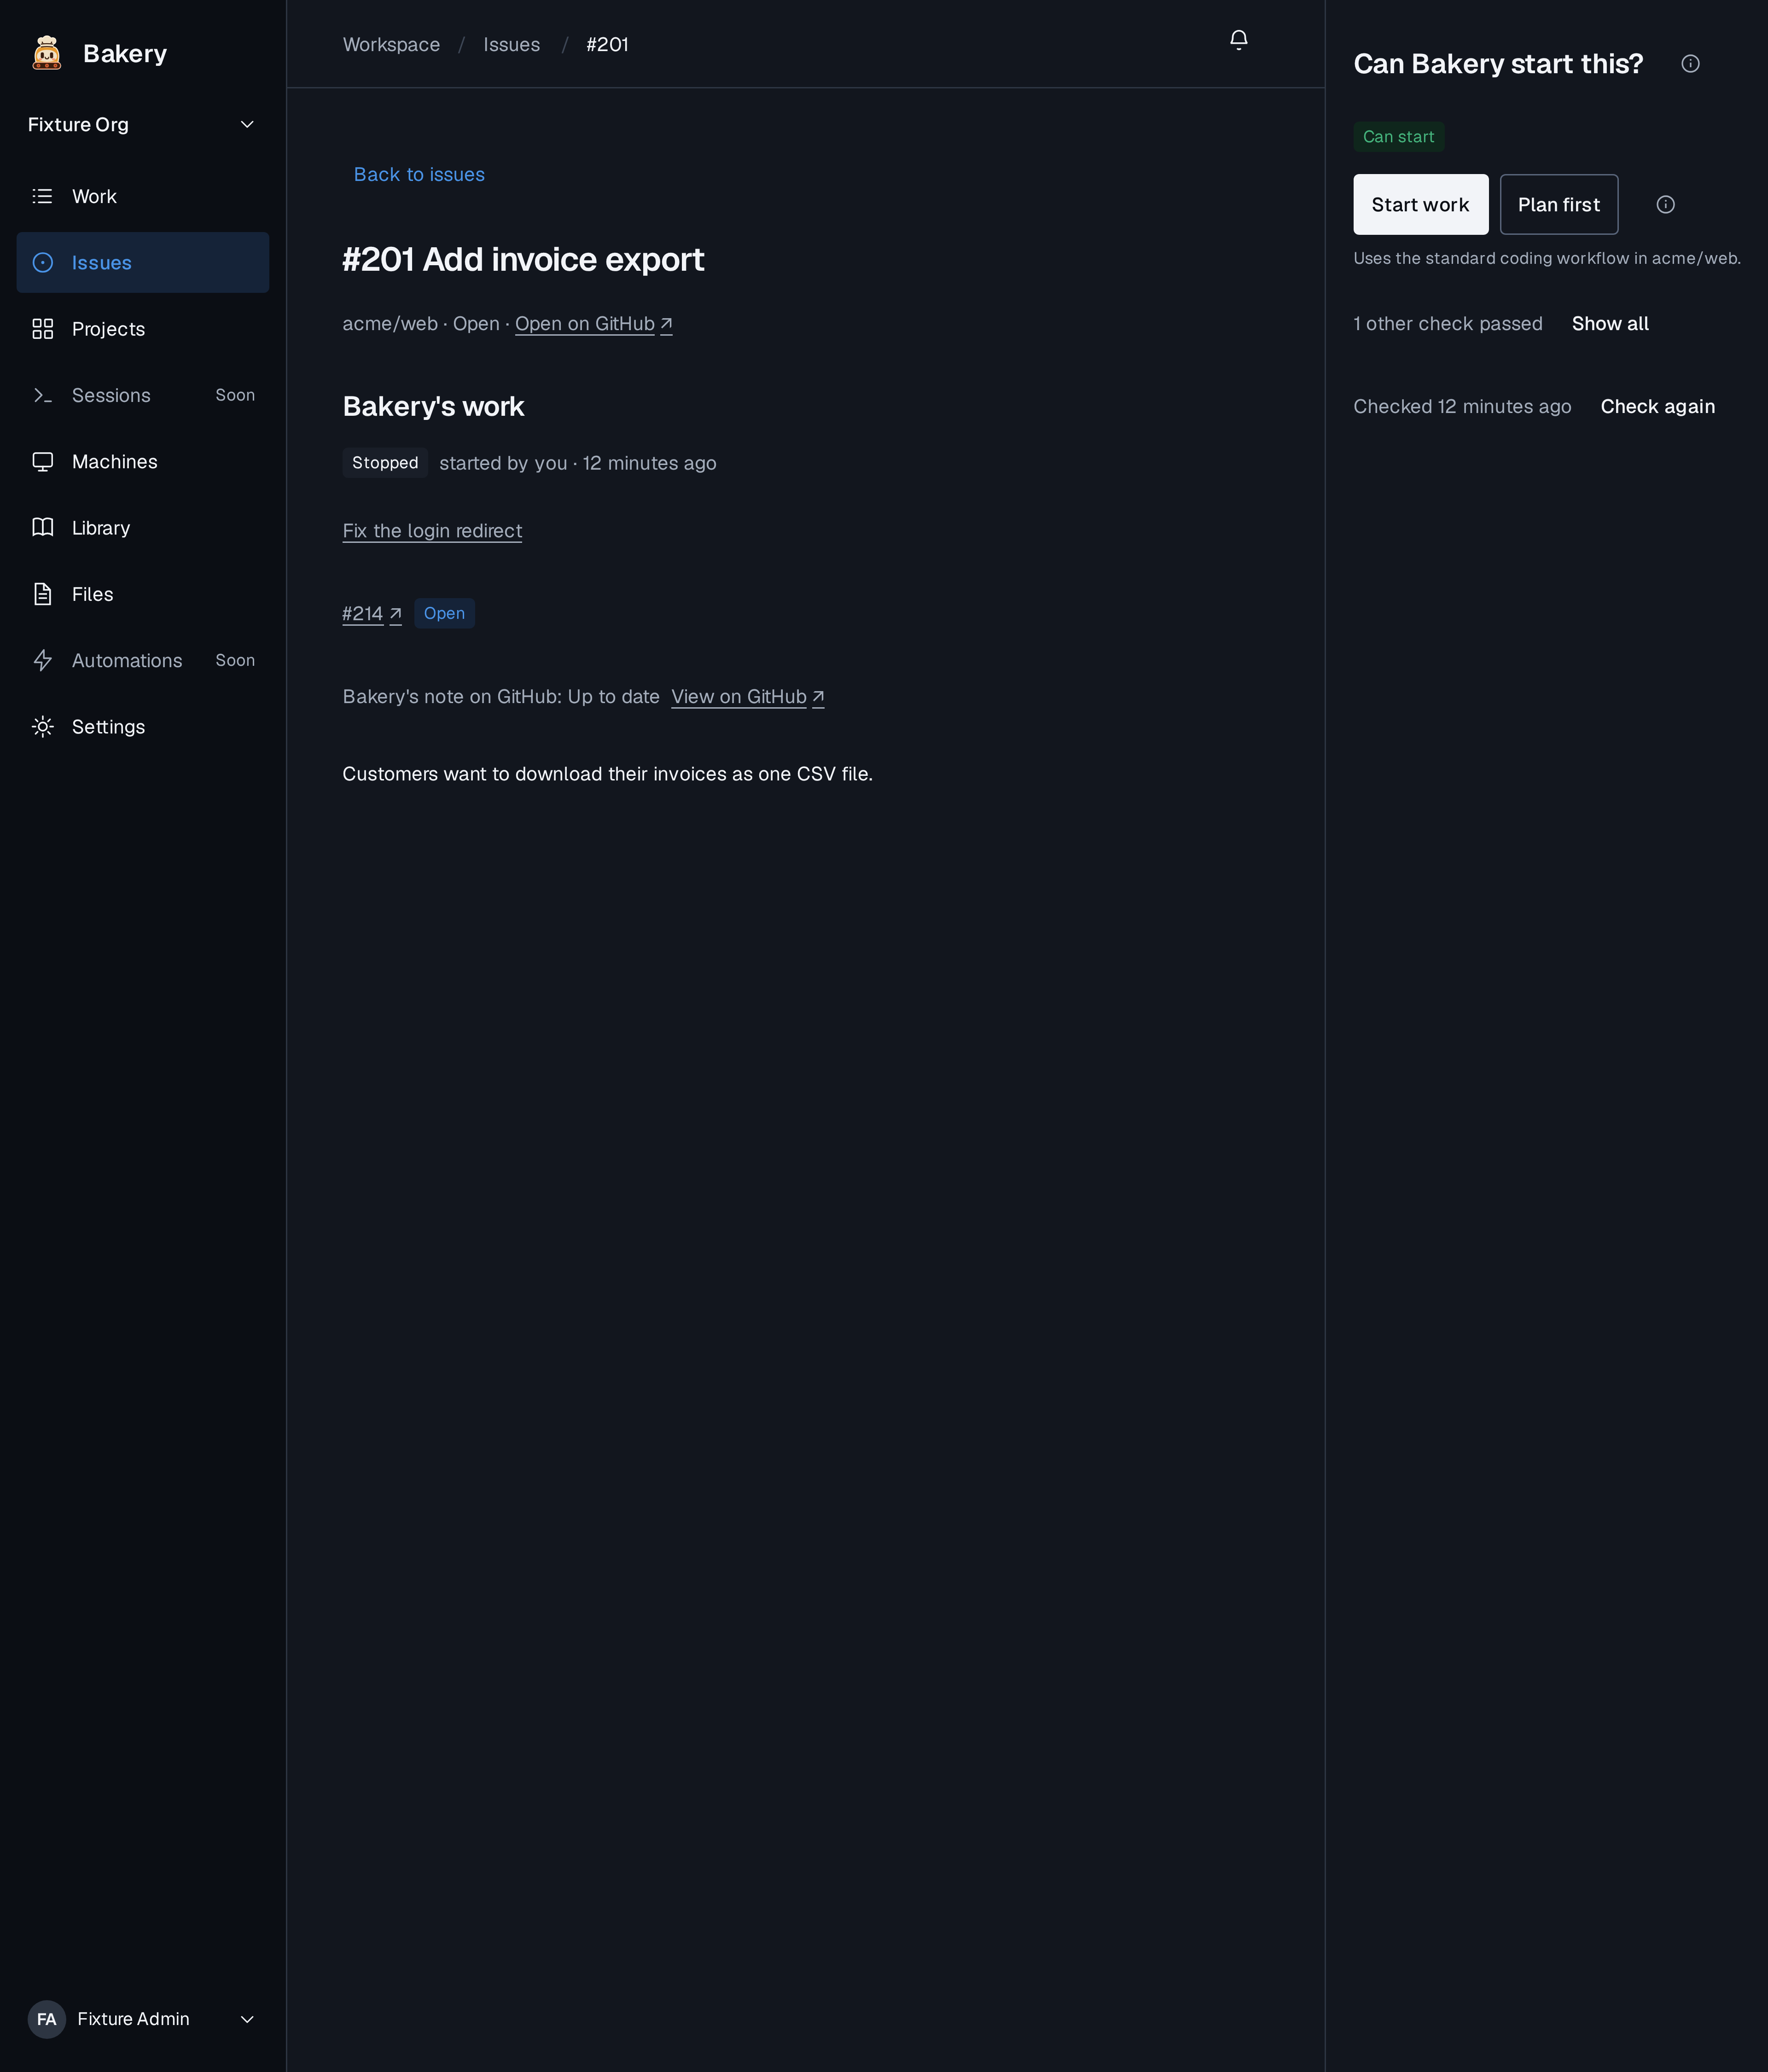 Bakery
Fixture Org
Work
Issues
Projects
Sessions Soon
Machines
Library
Files
Automations Soon
Settings
FA Fixture Admin
Workspace / Issues / #201
Back to issues
#201 Add invoice export
acme/web · Open · Open on GitHub ↗
Bakery's work
Stopped started by you · 12 minutes ago
Fix the login redirect
#214 ↗ Open
Bakery's note on GitHub: Up to date View on GitHub ↗
Customers want to download their invoices as one CSV file.
Can Bakery start this?
Can start
Start work Plan first
Uses the standard coding workflow in acme/web.
1 other check passed Show all
Checked 12 minutes ago Check again